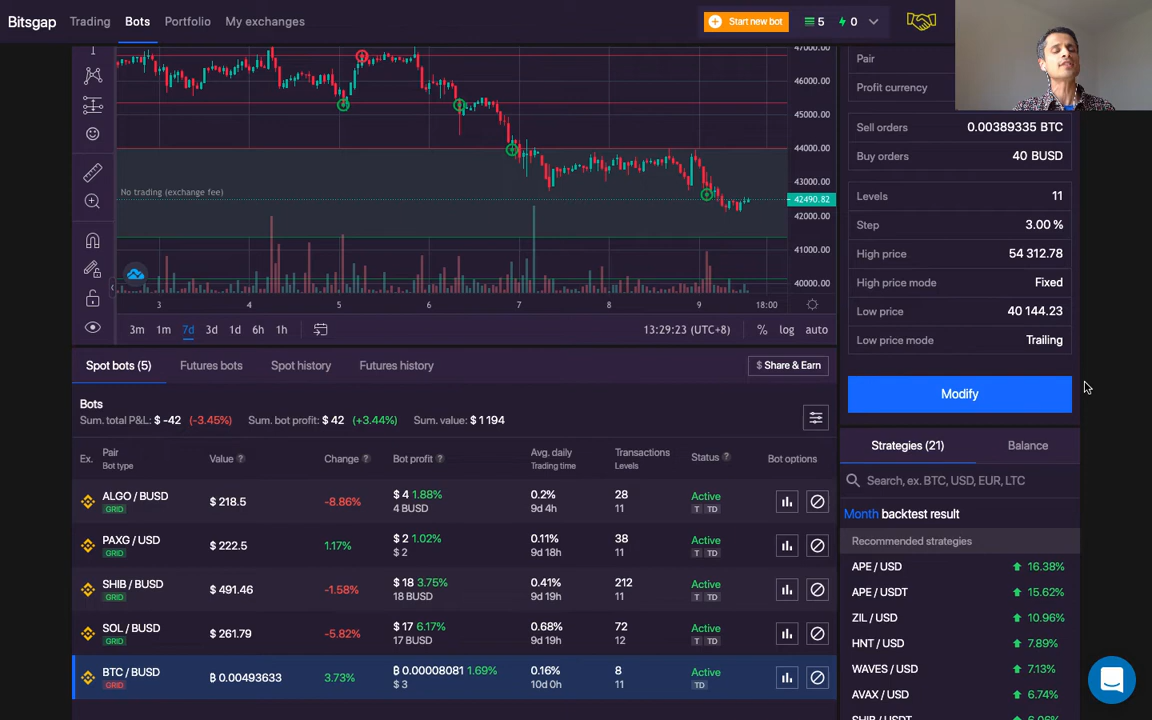 Bitsgap Trading Bots Portfolio My exchanges Start new bot 5 0
47000.00
46000.00
45000.00
44000.00
43000.00
42490.82
42000.00
41000.00
40000.00
No trading (exchange fee)
3 4 5 6 7 8 9 18:00
3m 1m 7d 3d 1d 6h 1h 13:29:23 (UTC+8) % log auto
Pair
Profit currency
Sell orders 0.00389335 BTC
Buy orders 40 BUSD
Levels 11
Step 3.00 %
High price 54 312.78
High price mode Fixed
Low price 40 144.23
Low price mode Trailing
Modify
Spot bots (5) Futures bots Spot history Futures history $ Share & Earn
Bots
Sum. total P&L: $ -42 (-3.45%) Sum. bot profit: $ 42 (+3.44%) Sum. value: $ 1 194
Ex. Pair Value ? Change ? Bot profit ? Avg. daily Transactions Status ? Bot options
Bot type Trading time Levels
ALGO / BUSD $ 218.5 -8.86% $ 4 1.88% 0.2% 28 Active
GRID 4 BUSD 9d 4h 11 T TD
PAXG / USD $ 222.5 1.17% $ 2 1.02% 0.11% 38 Active
GRID $ 2 9d 18h 11 T TD
SHIB / BUSD $ 491.46 -1.58% $ 18 3.75% 0.41% 212 Active
GRID 18 BUSD 9d 19h 11 T TD
SOL / BUSD $ 261.79 -5.82% $ 17 6.17% 0.68% 72 Active
GRID 17 BUSD 9d 19h 12 T TD
BTC / BUSD ₿ 0.00493633 3.73% ₿ 0.00008081 1.69% 0.16% 8 Active
GRID $ 3 10d 0h 11 TD
Strategies (21) Balance
Search, ex. BTC, USD, EUR, LTC
Month backtest result
Recommended strategies
APE / USD 16.38%
APE / USDT 15.62%
ZIL / USD 10.96%
HNT / USD 7.89%
WAVES / USD 7.13%
AVAX / USD 6.74%